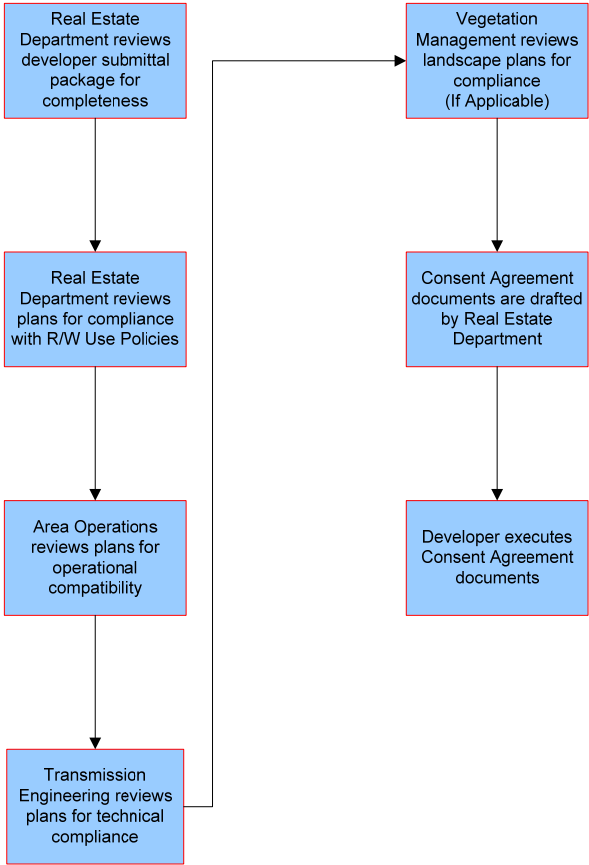 Real Estate
Department reviews
developer submittal
package for
completeness
Real Estate
Department reviews
plans for compliance
with R/W Use Policies
Area Operations
reviews plans for
operational
compatibility
Transmission
Engineering reviews
plans for technical
compliance
Vegetation
Management reviews
landscape plans for
compliance
(If Applicable)
Consent Agreement
documents are drafted
by Real Estate
Department
Developer executes
Consent Agreement
documents